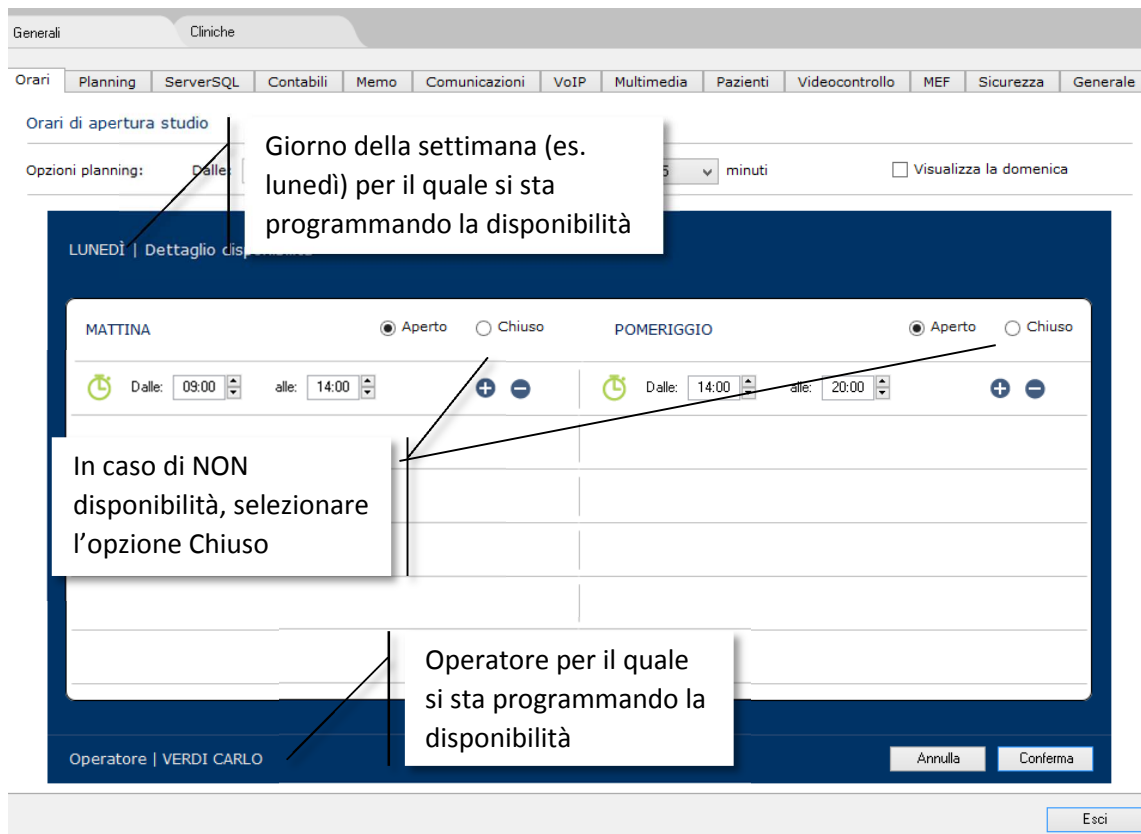 Generali Cliniche
Orari Planning ServerSQL Contabili Memo Comunicazioni VoIP Multimedia Pazienti Videocontrollo MEF Sicurezza Generale
Orari di apertura studio
Opzioni planning: Dalle: minuti Visualizza la domenica
Giorno della settimana (es.
lunedì) per il quale si sta
programmando la disponibilità
LUNEDÌ | Dettaglio
MATTINA Aperto Chiuso POMERIGGIO Aperto Chiuso
Dalle: 09:00 alle: 14:00 Dalle: 14:00 alle: 20:00
In caso di NON
disponibilità, selezionare
l’opzione Chiuso
Operatore per il quale
si sta programmando la
disponibilità
Operatore | VERDI CARLO Annulla Conferma
Esci